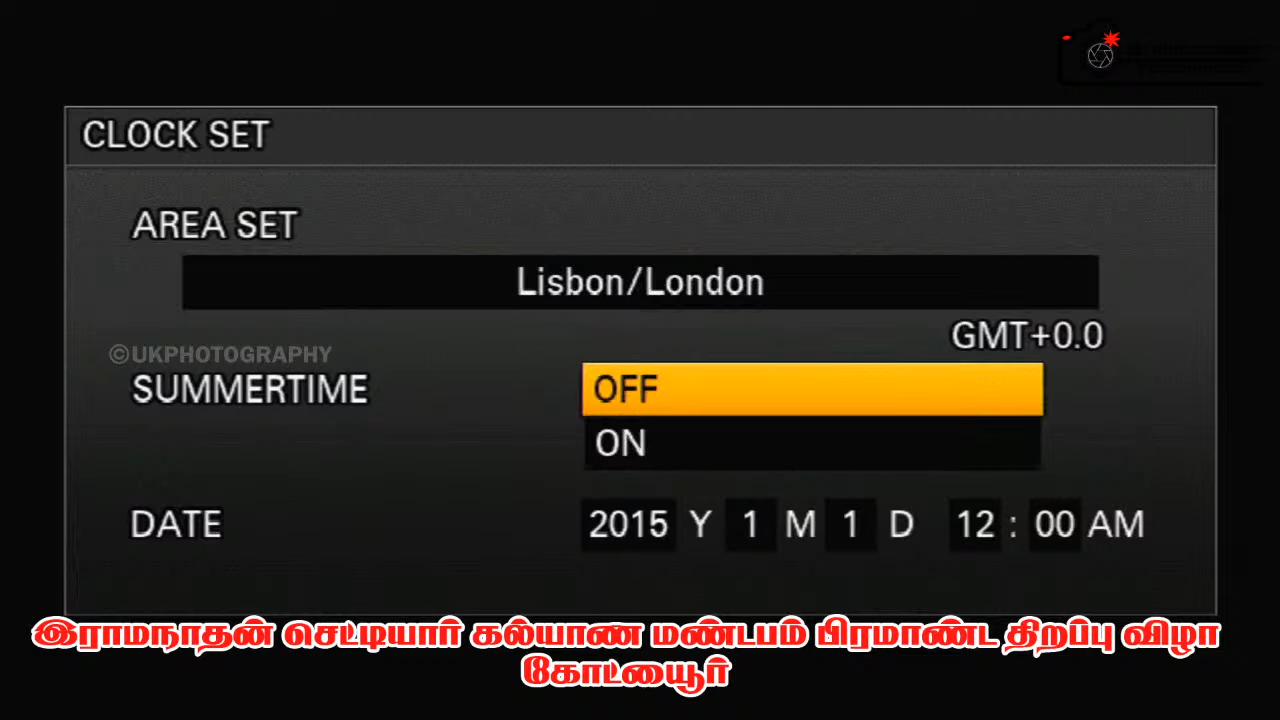 CLOCK SET
AREA SET
Lisbon/London
GMT+0.0
©UKPHOTOGRAPHY
SUMMERTIME OFF
ON
DATE 2015 Y 1 M 1 D 12 : 00 AM
இராமநாதன் செட்டியார் கல்யாண மண்டபம் பிரமாண்ட திறப்பு விழா
கோட்யைூர்